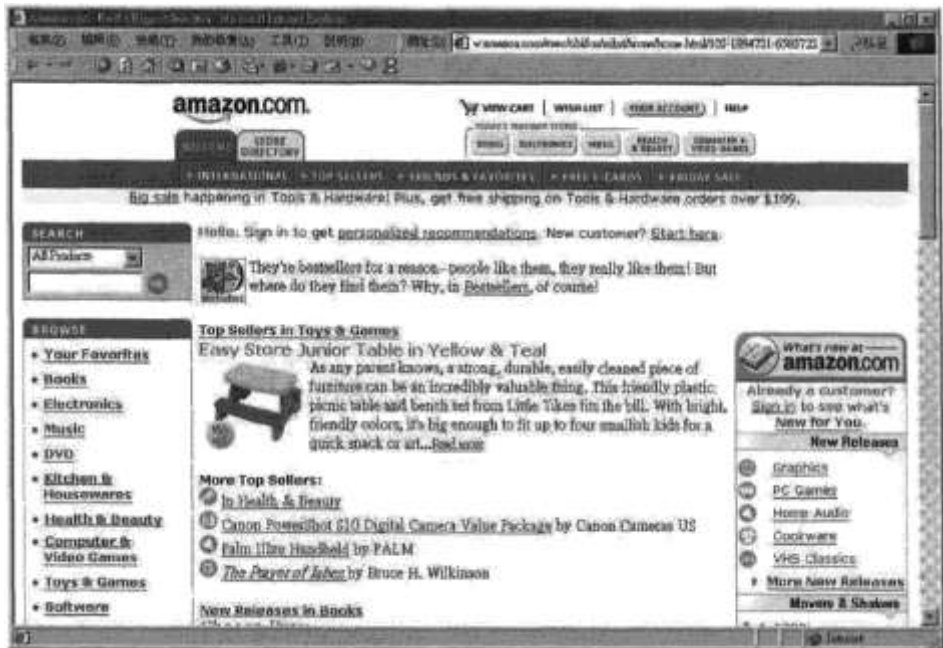 amazon.com.
VIEW CART | WISH LIST | YOUR ACCOUNT | HELP
WELCOME
STORE DIRECTORY
BOOKS ELECTRONICS MUSIC HEALTH & BEAUTY COMPUTER & VIDEO GAMES
INTERNATIONAL TOP SELLERS FRIENDS & FAVORITES FREE E-CARDS FRIDAY SALE
Big sale happening in Tools & Hardware! Plus, get free shipping on Tools & Hardware orders over $199.
SEARCH
All Products
Hello. Sign in to get personalized recommendations. New customer? Start here.
They're bestsellers for a reason--people like them, they really like them! But
where do they find them? Why, in Bestsellers, of course!
BROWSE
• Your Favorites
• Books
• Electronics
• Music
• DVD
• Kitchen &
Housewares
• Health & Beauty
• Computer &
Video Games
• Toys & Games
• Software
Top Sellers in Toys & Games
Easy Store Junior Table in Yellow & Teal
As any parent knows, a strong, durable, easily cleaned piece of
furniture can be an incredibly valuable thing. This friendly plastic
picnic table and bench set from Little Tikes fits the bill. With bright,
friendly colors, it's big enough to fit up to four smallish kids for a
quick snack or art...Read more
More Top Sellers:
In Health & Beauty
Canon PowerShot S10 Digital Camera Value Package by Canon Cameras US
Palm IIIxe Handheld by PALM
The Prayer of Jabez by Bruce H. Wilkinson
New Releases in Books
What's new at
amazon.com
Already a customer?
Sign in to see what's
New for You.
New Releases
Graphics
PC Games
Home Audio
Cookware
VHS Classics
More New Releases
Movers & Shakers